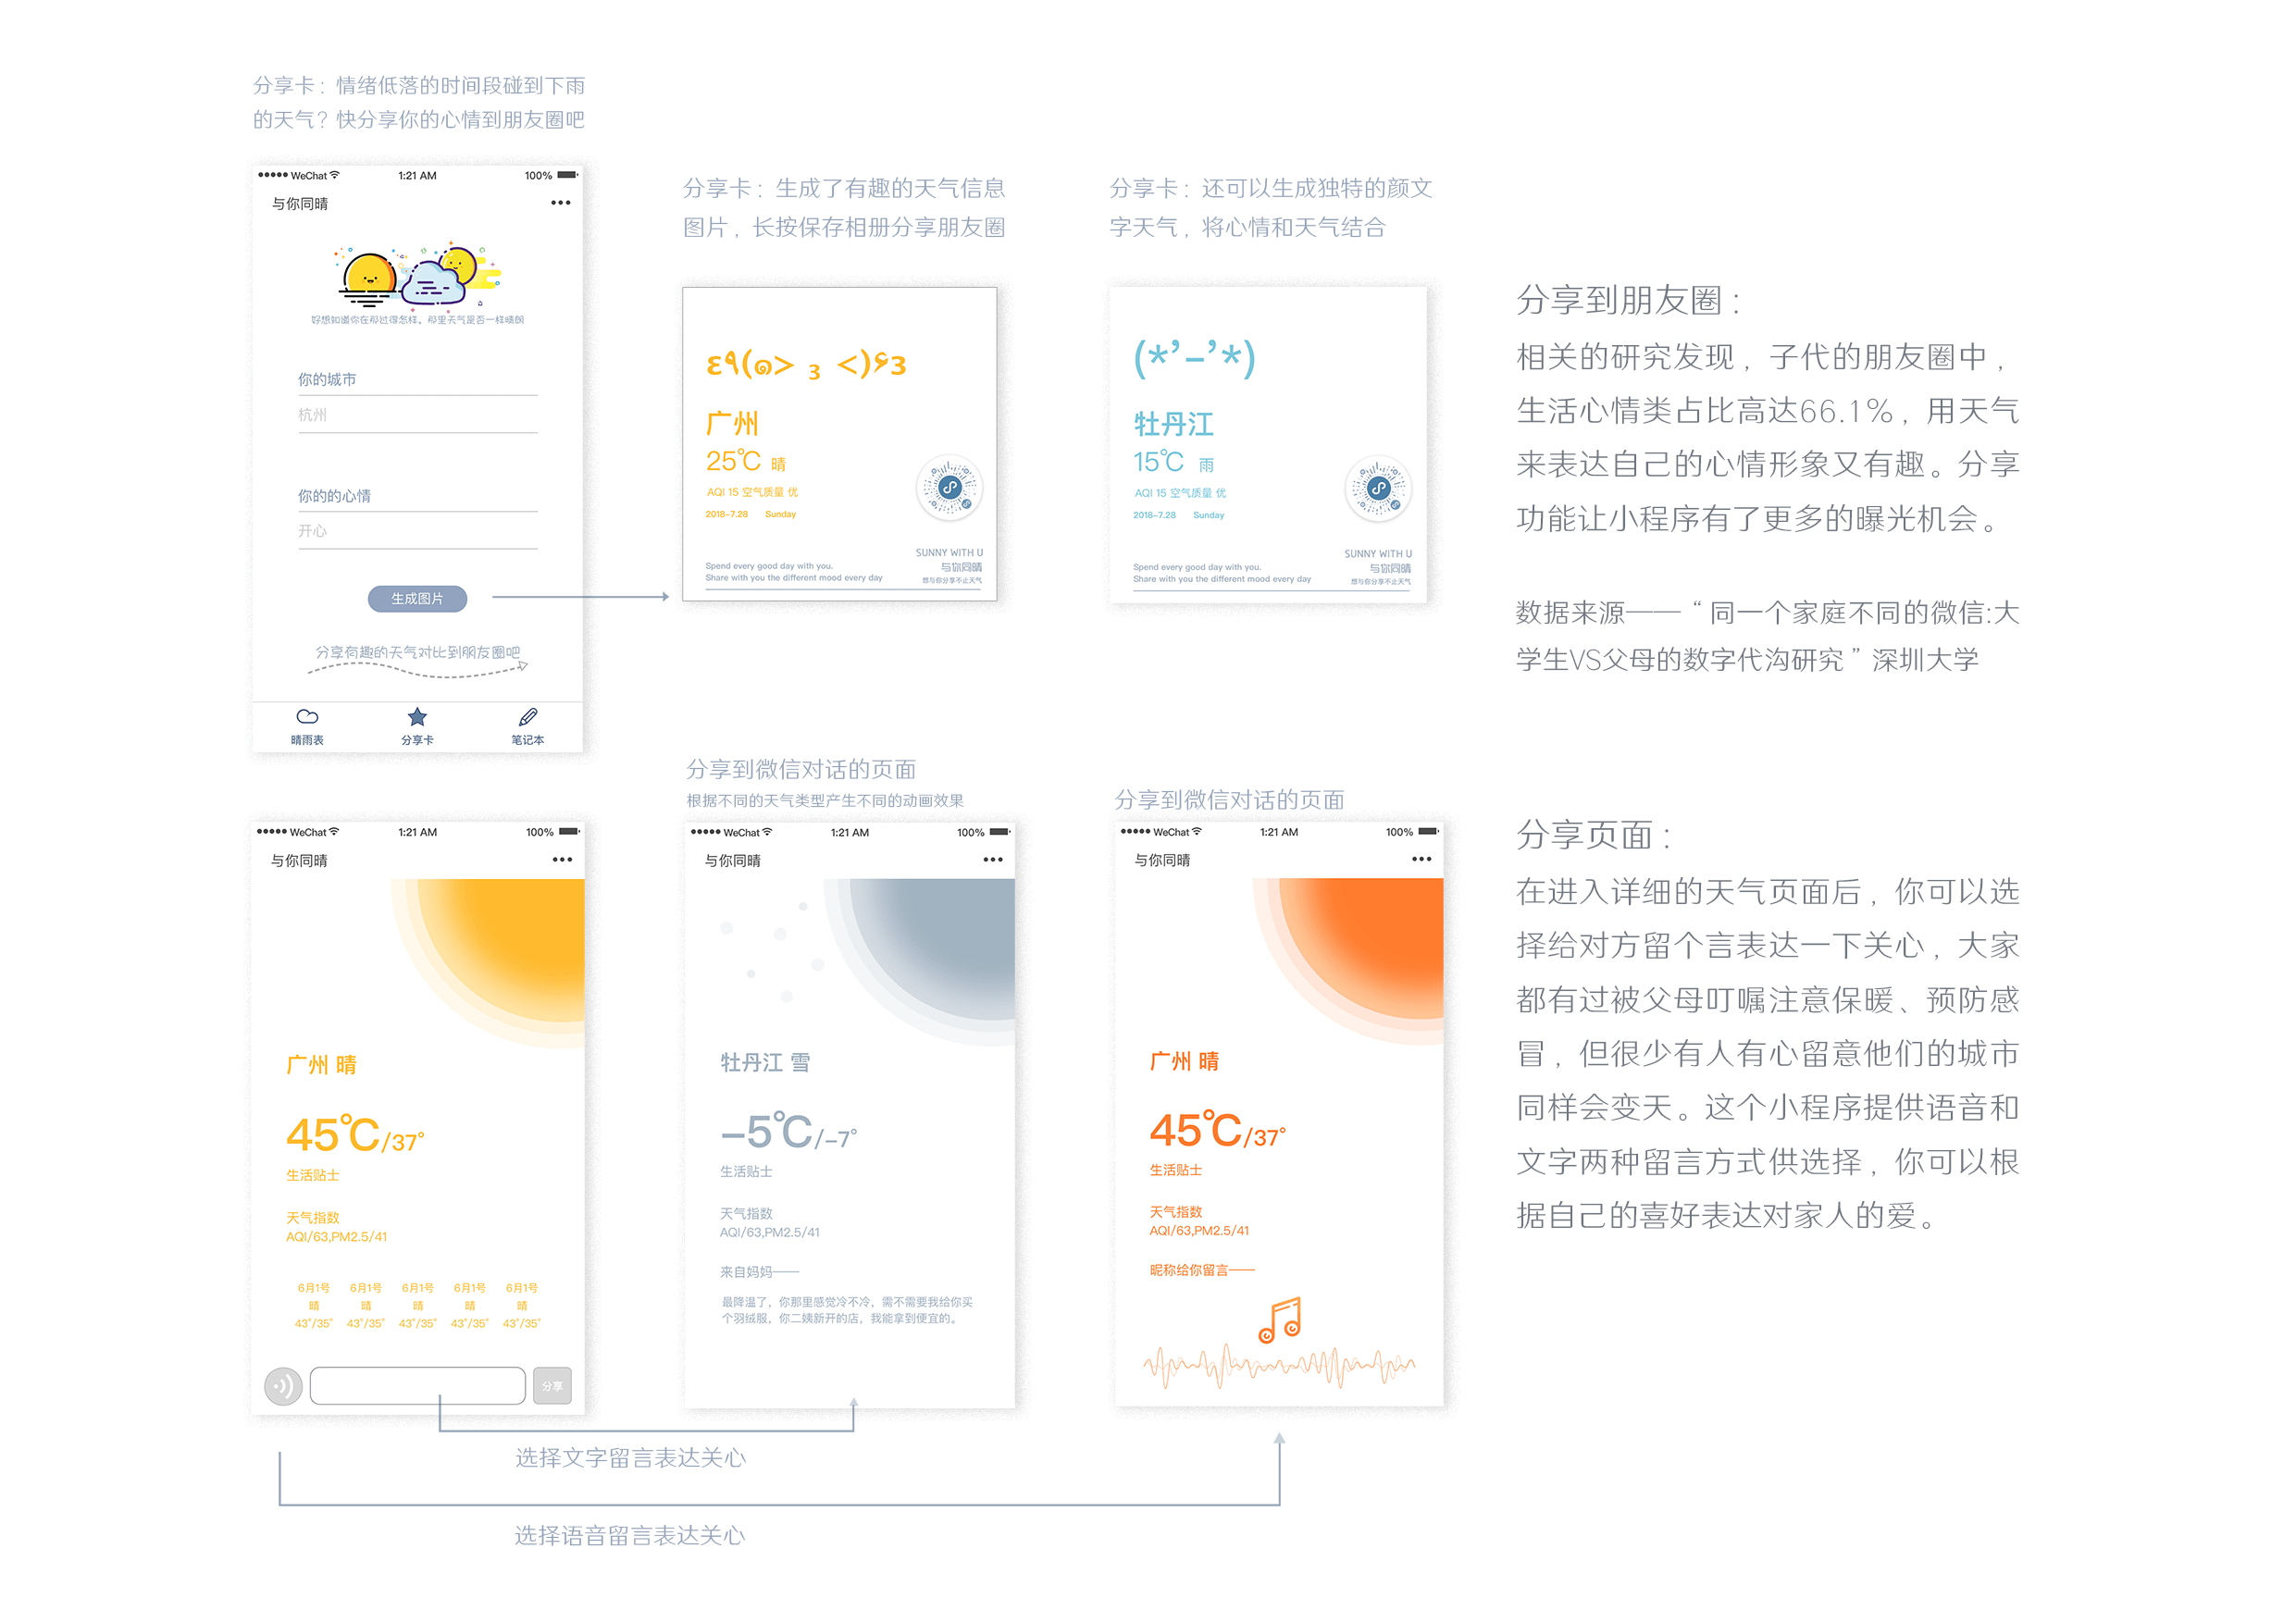 分享卡：情绪低落的时间段碰到下雨
的天气？快分享你的心情到朋友圈吧
WeChat 1:21 AM 100%
与你同晴
好想知道你在那过得怎样，那里天气是否一样晴朗
你的城市
杭州
你的的心情
开心
生成图片
分享有趣的天气对比到朋友圈吧
晴雨表 分享卡 笔记本
分享卡：生成了有趣的天气信息
图片，长按保存相册分享朋友圈
ε٩(๑> ₃ <)۶з
广州
25℃ 晴
AQI 15 空气质量 优
2018-7.28 Sunday
SUNNY WITH U
与你同晴
想与你分享不止天气
Spend every good day with you.
Share with you the different mood every day
分享卡：还可以生成独特的颜文
字天气，将心情和天气结合
(*’-’*)
牡丹江
15℃ 雨
AQI 15 空气质量 优
2018-7.28 Sunday
SUNNY WITH U
与你同晴
想与你分享不止天气
Spend every good day with you.
Share with you the different mood every day
分享到朋友圈：
相关的研究发现，子代的朋友圈中，
生活心情类占比高达66.1%，用天气
来表达自己的心情形象又有趣。分享
功能让小程序有了更多的曝光机会。
数据来源——“同一个家庭不同的微信:大
学生VS父母的数字代沟研究”深圳大学
WeChat 1:21 AM 100%
与你同晴
广州 晴
45℃/37°
生活贴士
天气指数
AQI/63,PM2.5/41
6月1号 6月1号 6月1号 6月1号 6月1号
晴 晴 晴 晴 晴
43°/35° 43°/35° 43°/35° 43°/35° 43°/35°
分享
分享到微信对话的页面
根据不同的天气类型产生不同的动画效果
WeChat 1:21 AM 100%
与你同晴
牡丹江 雪
-5℃/-7°
生活贴士
天气指数
AQI/63,PM2.5/41
来自妈妈——
最降温了，你那里感觉冷不冷，需不需要我给你买
个羽绒服，你二姨新开的店，我能拿到便宜的。
分享到微信对话的页面
WeChat 1:21 AM 100%
与你同晴
广州 晴
45℃/37°
生活贴士
天气指数
AQI/63,PM2.5/41
昵称给你留言——
选择文字留言表达关心
选择语音留言表达关心
分享页面：
在进入详细的天气页面后，你可以选
择给对方留个言表达一下关心，大家
都有过被父母叮嘱注意保暖、预防感
冒，但很少有人有心留意他们的城市
同样会变天。这个小程序提供语音和
文字两种留言方式供选择，你可以根
据自己的喜好表达对家人的爱。